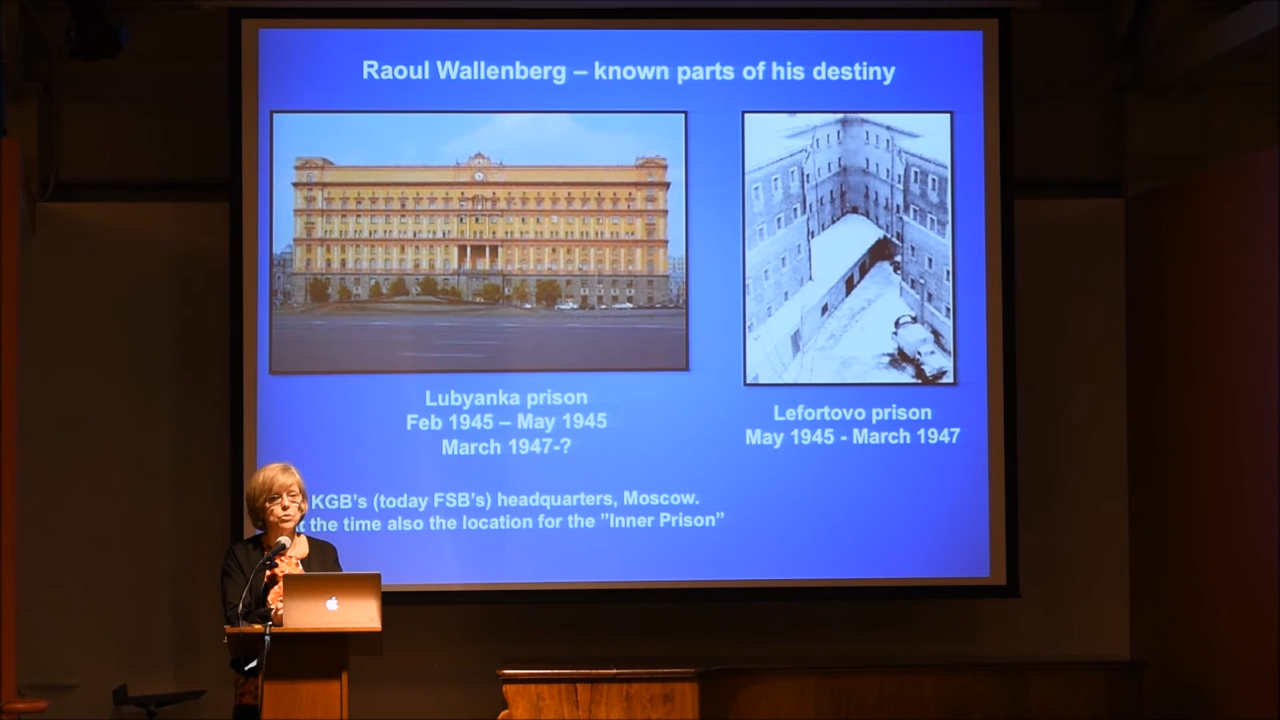 Raoul Wallenberg – known parts of his destiny
Lubyanka prison
Feb 1945 – May 1945
March 1947-?
Lefortovo prison
May 1945 - March 1947
KGB’s (today FSB’s) headquarters, Moscow.
the time also the location for the ”Inner Prison”